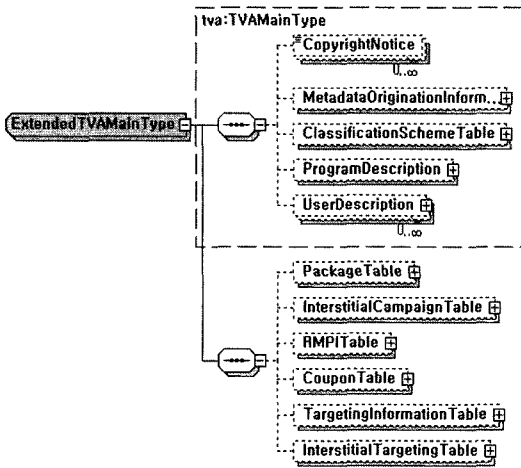 tva:TVAMainType
CopyrightNotice
0..∞
MetadataOriginationInform...
ExtendedTVAMainType
ClassificationSchemeTable
ProgramDescription
UserDescription
0..∞
PackageTable
InterstitialCampaignTable
RMPITable
CouponTable
TargetingInformationTable
InterstitialTargetingTable